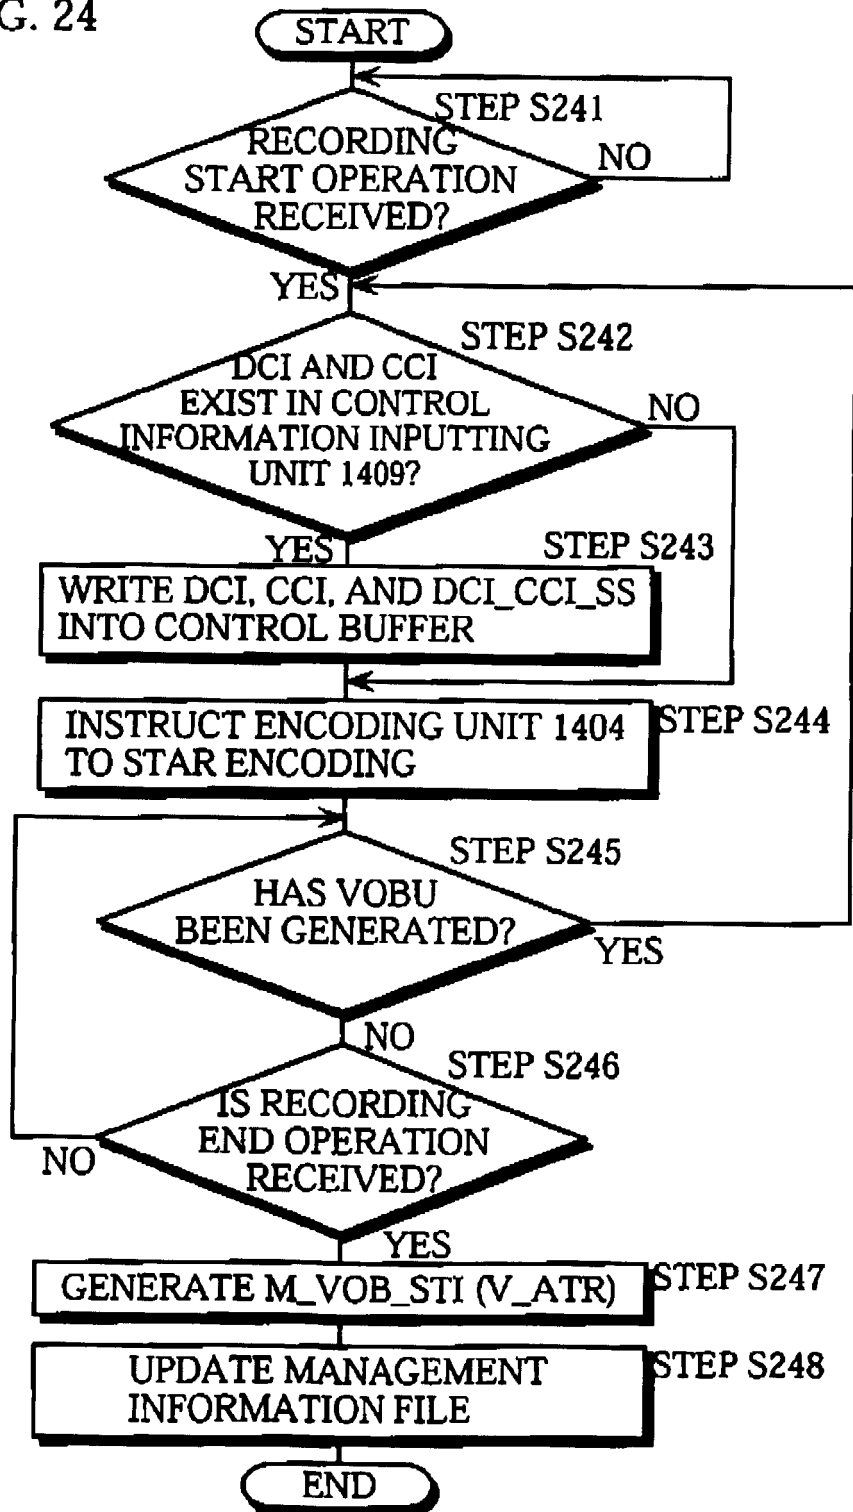 G. 24
START
STEP S241
RECORDING
START OPERATION
RECEIVED?
NO
YES
STEP S242
DCI AND CCI
EXIST IN CONTROL
INFORMATION INPUTTING
UNIT 1409?
NO
YES
STEP S243
WRITE DCI, CCI, AND DCI_CCI_SS
INTO CONTROL BUFFER
INSTRUCT ENCODING UNIT 1404
TO STAR ENCODING
STEP S244
STEP S245
HAS VOBU
BEEN GENERATED?
YES
NO
STEP S246
IS RECORDING
END OPERATION
RECEIVED?
NO
YES
GENERATE M_VOB_STI (V_ATR)
STEP S247
UPDATE MANAGEMENT
INFORMATION FILE
STEP S248
END